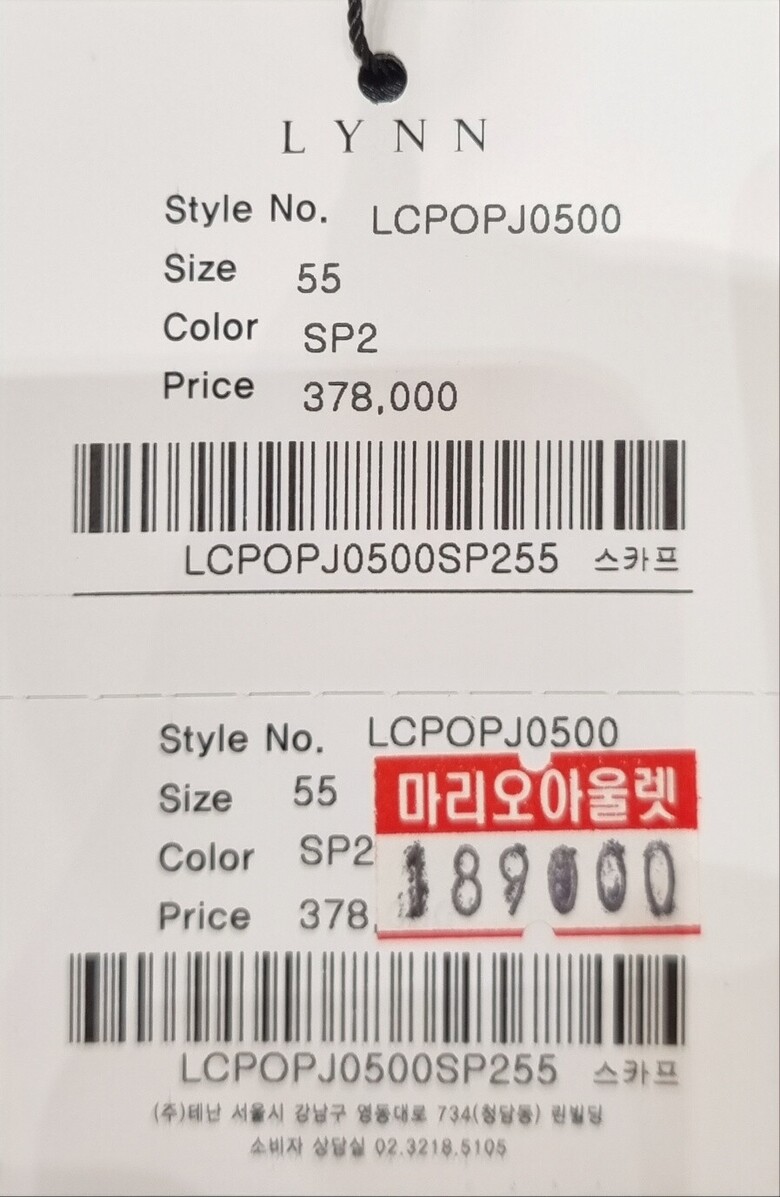 LYNN
Style No. LCPOPJ0500
Size 55
Color SP2
Price 378,000
LCPOPJ0500SP255 스카프
Style No. LCPOPJ0500
Size 55
마리오아울렛
Color SP2
189000
Price 378,
LCPOPJ0500SP255 스카프
(주)테난 서울시 강남구 영동대로 734(청담동) 린빌딩
소비자 상담실 02.3218.5105